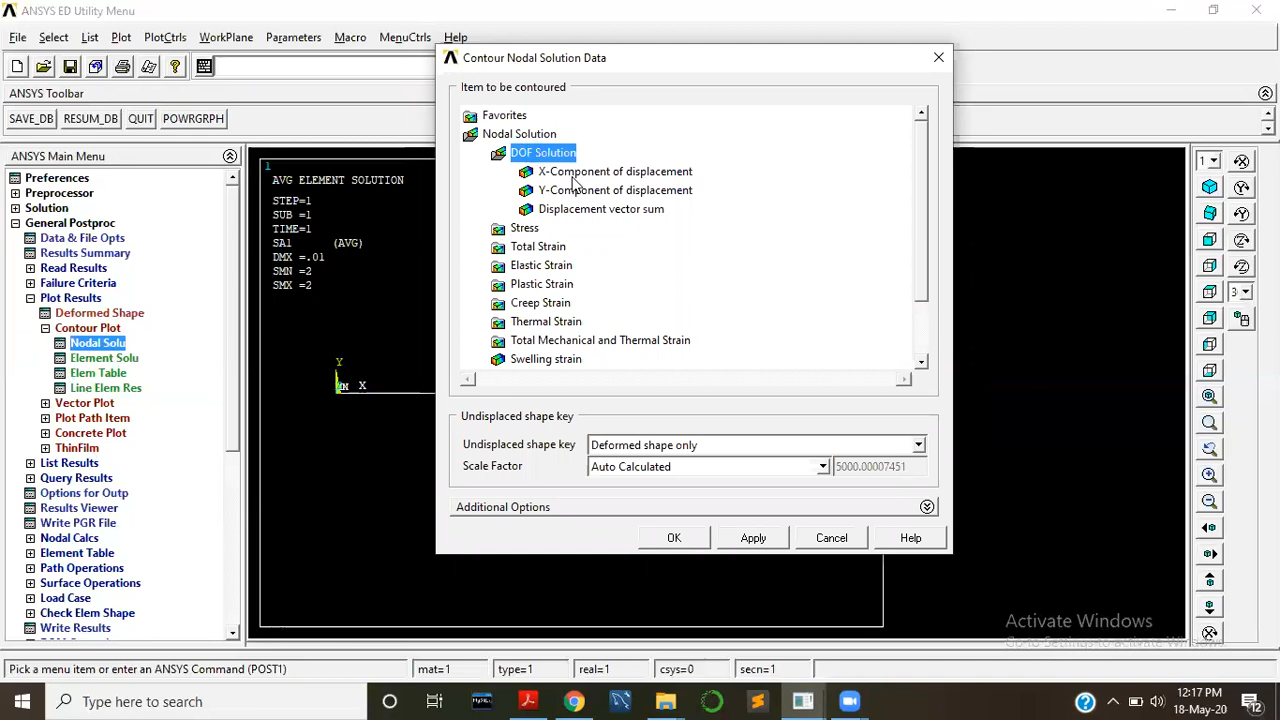 ANSYS ED Utility Menu
File Select List Plot PlotCtrls WorkPlane Parameters Macro MenuCtrls Help
ANSYS Toolbar
SAVE_DB RESUM_DB QUIT POWRGRPH
ANSYS Main Menu
Preferences
Preprocessor
Solution
General Postproc
Data & File Opts
Results Summary
Read Results
Failure Criteria
Plot Results
Deformed Shape
Contour Plot
Nodal Solu
Element Solu
Elem Table
Line Elem Res
Vector Plot
Plot Path Item
Concrete Plot
ThinFilm
List Results
Query Results
Options for Outp
Results Viewer
Write PGR File
Nodal Calcs
Element Table
Path Operations
Surface Operations
Load Case
Check Elem Shape
Write Results
1
AVG ELEMENT SOLUTION
STEP=1
SUB =1
TIME=1
SA1 (AVG)
DMX =.01
SMN =2
SMX =2
Y
X
Contour Nodal Solution Data
Item to be contoured
Favorites
Nodal Solution
DOF Solution
X-Component of displacement
Y-Component of displacement
Displacement vector sum
Stress
Total Strain
Elastic Strain
Plastic Strain
Creep Strain
Thermal Strain
Total Mechanical and Thermal Strain
Swelling strain
Undisplaced shape key
Undisplaced shape key Deformed shape only
Scale Factor Auto Calculated 5000.00007451
Additional Options
OK Apply Cancel Help
1
3
Activate Windows
Go to Settings to activate Windows.
Pick a menu item or enter an ANSYS Command (POST1) mat=1 type=1 real=1 csys=0 secn=1
Type here to search
12:17 PM
18-May-20
12